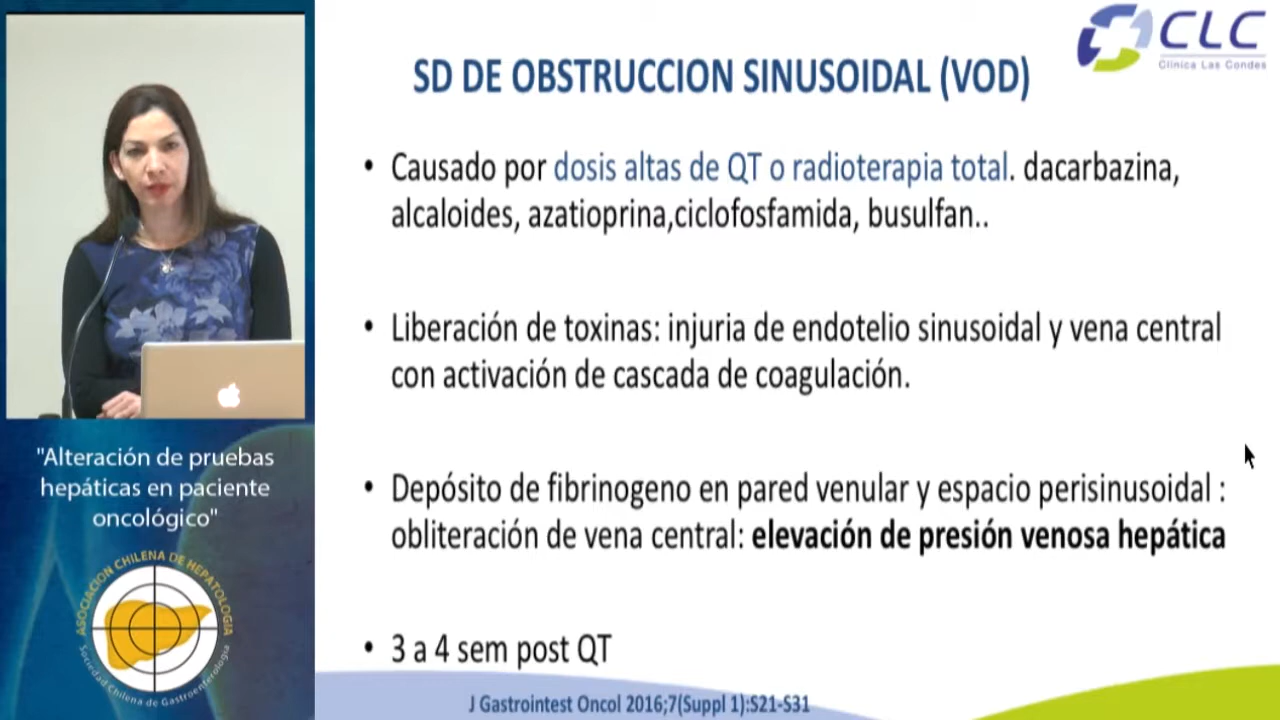 SD DE OBSTRUCCION SINUSOIDAL (VOD)
CLC
Clínica Las Condes
• Causado por dosis altas de QT o radioterapia total. dacarbazina,
alcaloides, azatioprina,ciclofosfamida, busulfan..
• Liberación de toxinas: injuria de endotelio sinusoidal y vena central
con activación de cascada de coagulación.
• Depósito de fibrinogeno en pared venular y espacio perisinusoidal :
obliteración de vena central: elevación de presión venosa hepática
• 3 a 4 sem post QT
J Gastrointest Oncol 2016;7(Suppl 1):S21-S31
"Alteración de pruebas
hepáticas en paciente
oncológico"
ASOCIACION CHILENA DE HEPATOLOGIA
Sociedad Chilena de Gastroenterología